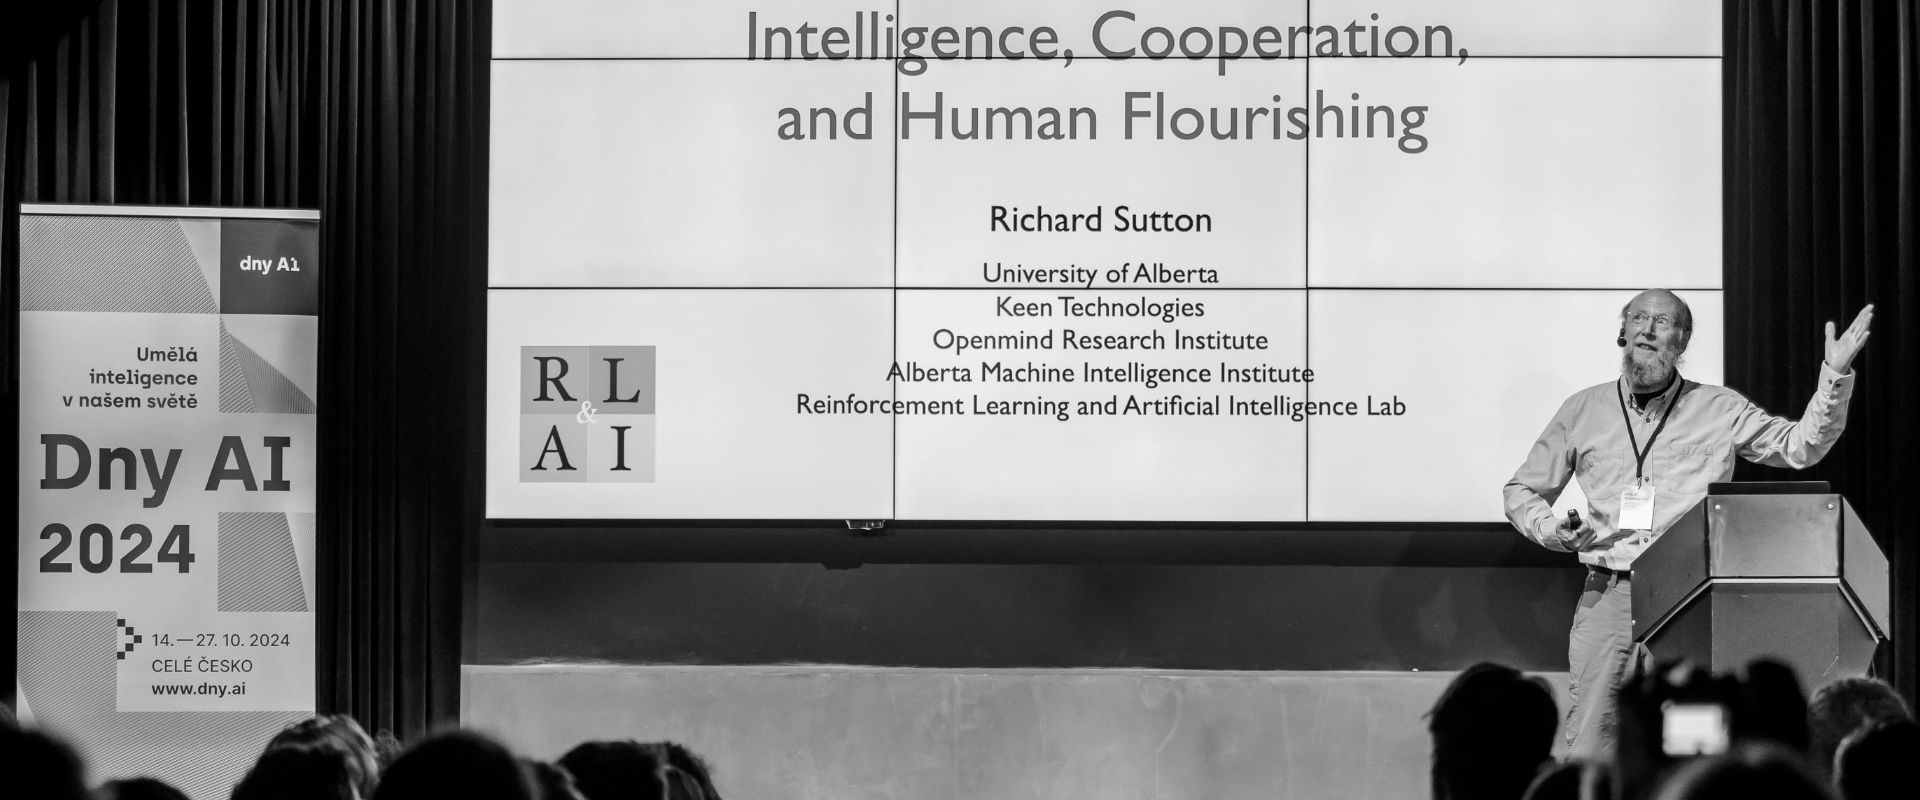 Intelligence, Cooperation,
and Human Flourishing
Richard Sutton
University of Alberta
Keen Technologies
Openmind Research Institute
Alberta Machine Intelligence Institute
Reinforcement Learning and Artificial Intelligence Lab
R L
&
A I
dny AI
Umělá
inteligence
v našem světě
Dny AI
2024
14. — 27. 10. 2024
CELÉ ČESKO
www.dny.ai